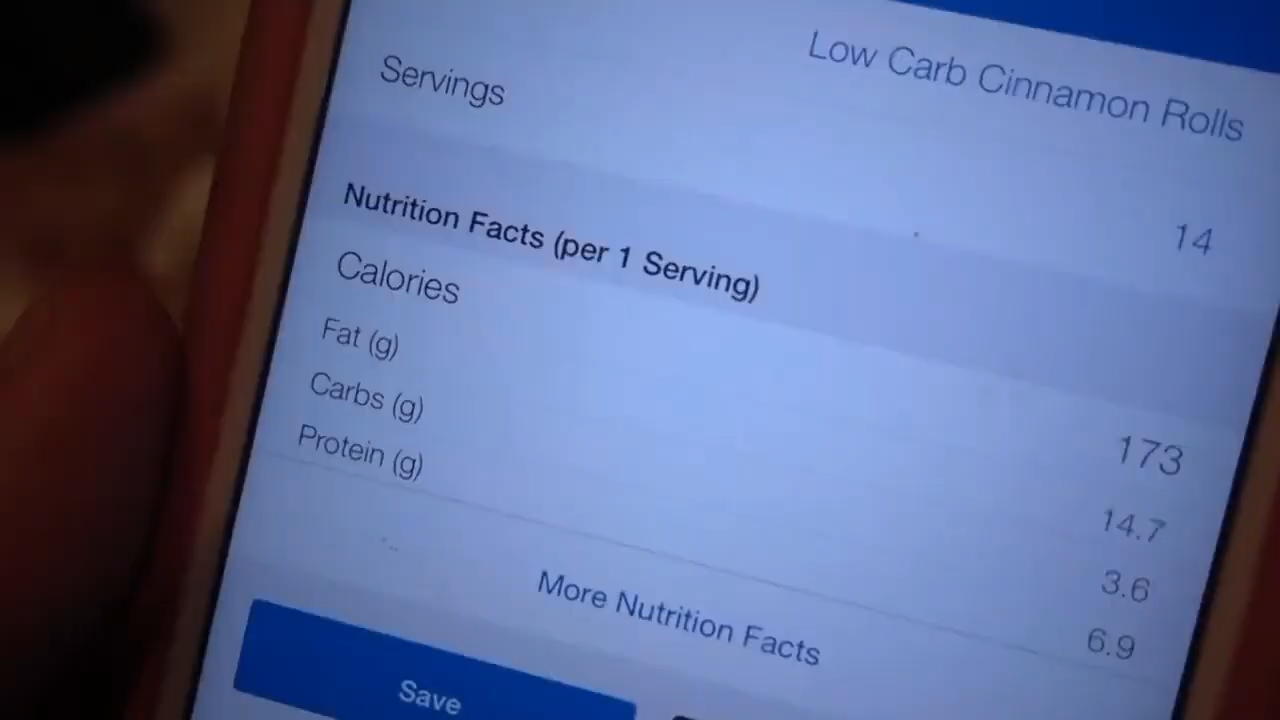 Low Carb Cinnamon Rolls
Servings 14
Nutrition Facts (per 1 Serving)
Calories 173
Fat (g) 14.7
Carbs (g) 3.6
Protein (g) 6.9
More Nutrition Facts
Save